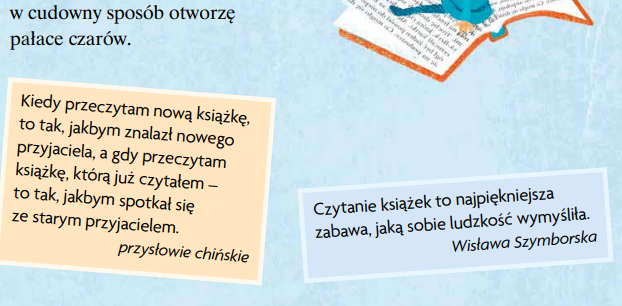 w cudowny sposób otworzę
pałace czarów.
Kiedy przeczytam nową książkę,
to tak, jakbym znalazł nowego
przyjaciela, a gdy przeczytam
książkę, którą już czytałem –
to tak, jakbym spotkał się
ze starym przyjacielem.
przysłowie chińskie
Czytanie książek to najpiękniejsza
zabawa, jaką sobie ludzkość wymyśliła.
Wisława Szymborska